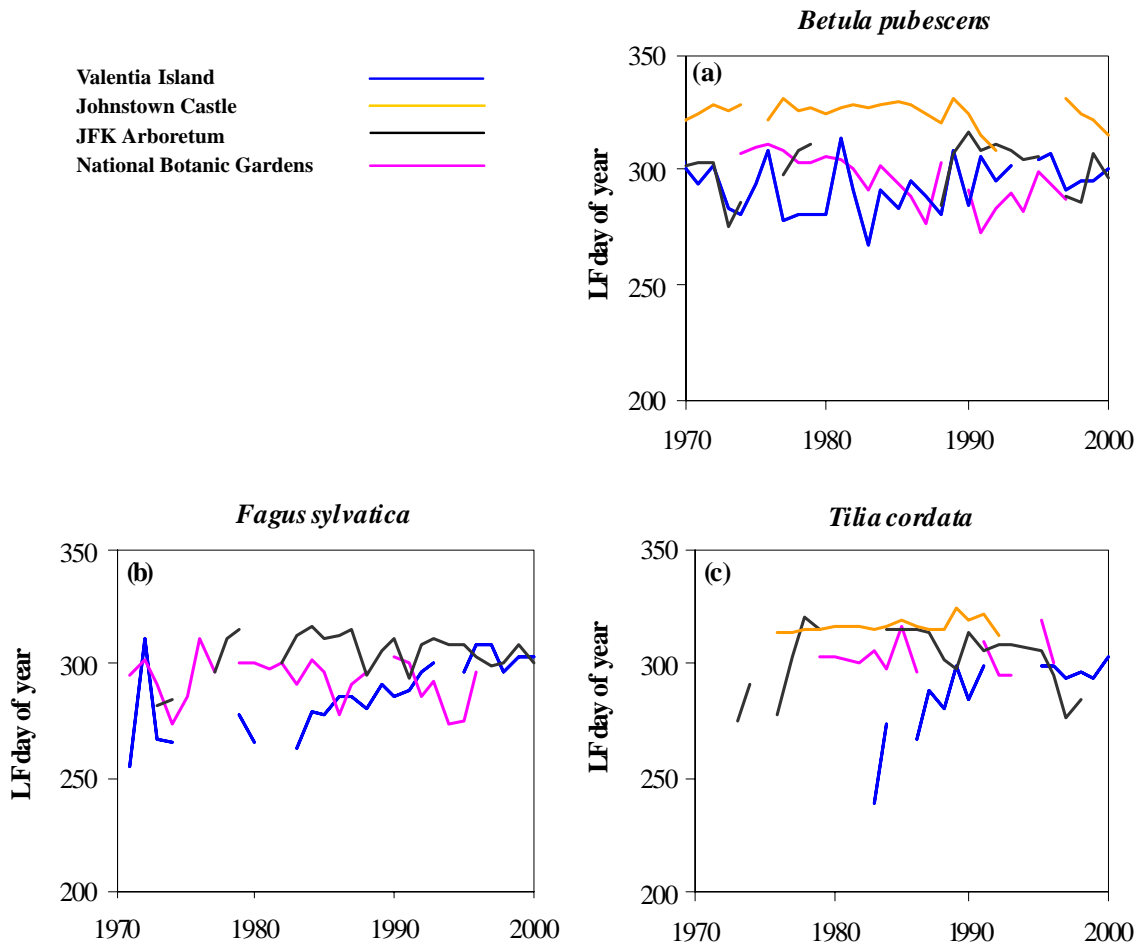 Betula pubescens
Valentia Island
Johnstown Castle
JFK Arboretum
National Botanic Gardens
(a)
LF day of year
350
300
250
200
1970 1980 1990 2000
Fagus sylvatica
(b)
LF day of year
350
300
250
200
1970 1980 1990 2000
Tilia cordata
(c)
LF day of year
350
300
250
200
1970 1980 1990 2000